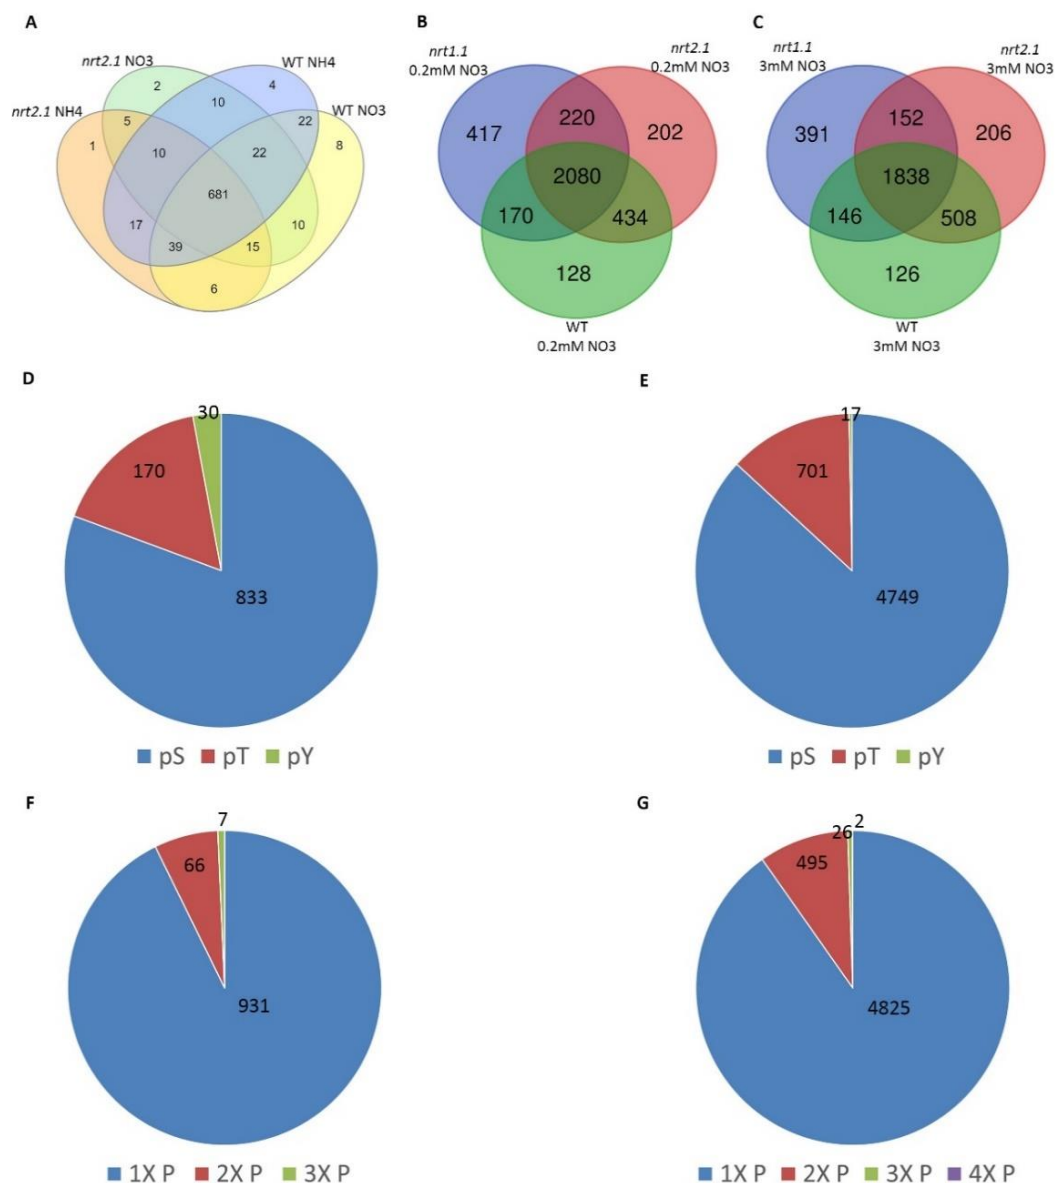 A
B
C
nrt2.1 NO3
WT NH4
nrt2.1 NH4
WT NO3
2
10
4
5
22
8
1
10
22
681
17
39
15
10
6
nrt1.1
0.2mM NO3
nrt2.1
0.2mM NO3
417
220
202
2080
170
434
128
WT
0.2mM NO3
nrt1.1
3mM NO3
nrt2.1
3mM NO3
391
152
206
1838
146
508
126
WT
3mM NO3
D
30
170
833
pS pT pY
E
17
701
4749
pS pT pY
F
7
66
931
1X P 2X P 3X P
G
2
26
495
4825
1X P 2X P 3X P 4X P